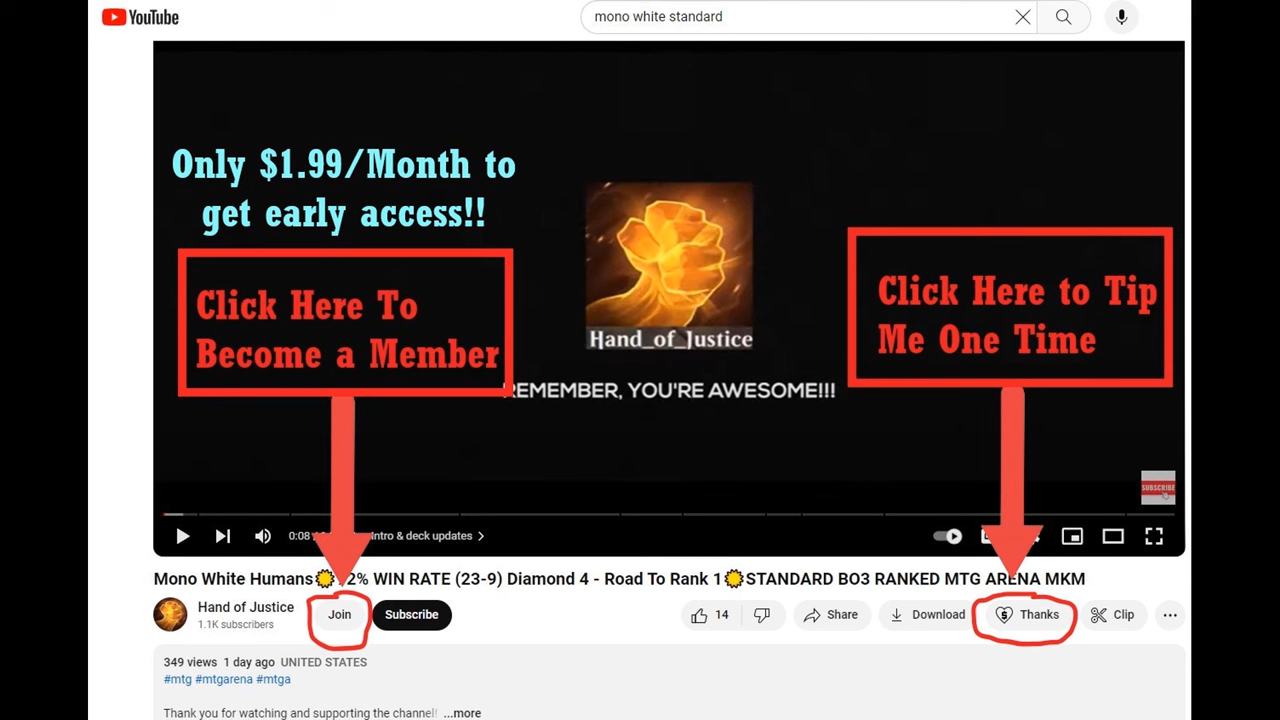 YouTube
mono white standard
Only $1.99/Month to
get early access!!
Click Here To
Become a Member
Click Here to Tip
Me One Time
Hand_of_Justice
REMEMBER, YOU'RE AWESOME!!!
SUBSCRIBE
0:08
Intro & deck updates
Mono White Humans 2% WIN RATE (23-9) Diamond 4 - Road To Rank 1 STANDARD BO3 RANKED MTG ARENA MKM
Hand of Justice
1.1K subscribers
Join
Subscribe
14
Share
Download
Thanks
Clip
349 views 1 day ago UNITED STATES
#mtg #mtgarena #mtga
Thank you for watching and supporting the channel! ...more